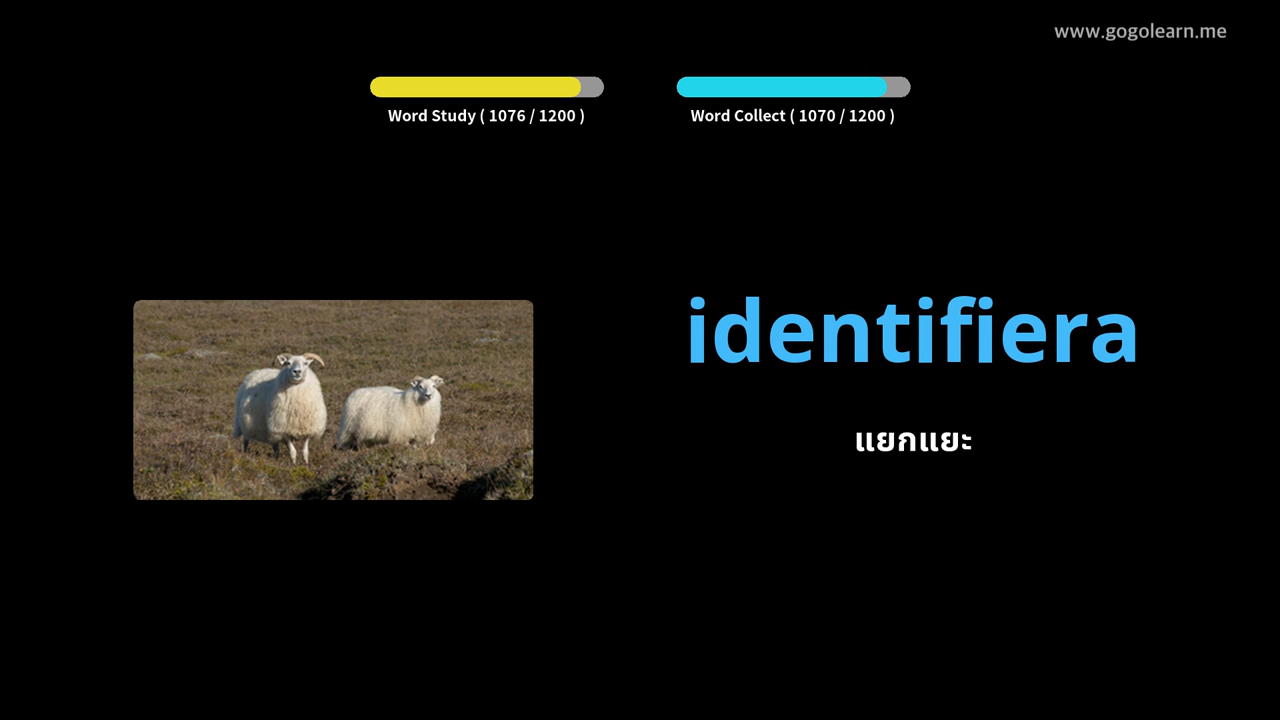 www.gogolearn.me
Word Study ( 1076 / 1200 )
Word Collect ( 1070 / 1200 )
identifiera
แยกแยะ